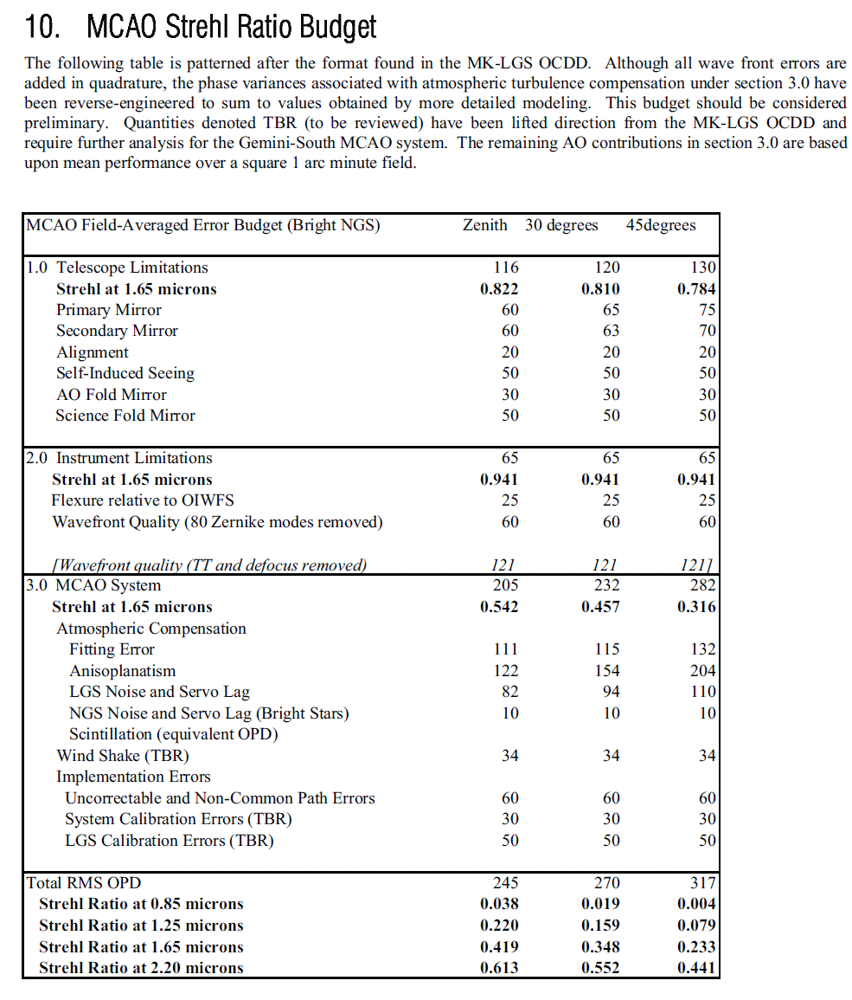 10. MCAO Strehl Ratio Budget
The following table is patterned after the format found in the MK-LGS OCDD. Although all wave front errors are
added in quadrature, the phase variances associated with atmospheric turbulence compensation under section 3.0 have
been reverse-engineered to sum to values obtained by more detailed modeling. This budget should be considered
preliminary. Quantities denoted TBR (to be reviewed) have been lifted direction from the MK-LGS OCDD and
require further analysis for the Gemini-South MCAO system. The remaining AO contributions in section 3.0 are based
upon mean performance over a square 1 arc minute field.
MCAO Field-Averaged Error Budget (Bright NGS) Zenith 30 degrees 45degrees
1.0 Telescope Limitations 116 120 130
Strehl at 1.65 microns 0.822 0.810 0.784
Primary Mirror 60 65 75
Secondary Mirror 60 63 70
Alignment 20 20 20
Self-Induced Seeing 50 50 50
AO Fold Mirror 30 30 30
Science Fold Mirror 50 50 50
2.0 Instrument Limitations 65 65 65
Strehl at 1.65 microns 0.941 0.941 0.941
Flexure relative to OIWFS 25 25 25
Wavefront Quality (80 Zernike modes removed) 60 60 60
[Wavefront quality (TT and defocus removed) 121 121 121]
3.0 MCAO System 205 232 282
Strehl at 1.65 microns 0.542 0.457 0.316
Atmospheric Compensation
Fitting Error 111 115 132
Anisoplanatism 122 154 204
LGS Noise and Servo Lag 82 94 110
NGS Noise and Servo Lag (Bright Stars) 10 10 10
Scintillation (equivalent OPD)
Wind Shake (TBR) 34 34 34
Implementation Errors
Uncorrectable and Non-Common Path Errors 60 60 60
System Calibration Errors (TBR) 30 30 30
LGS Calibration Errors (TBR) 50 50 50
Total RMS OPD 245 270 317
Strehl Ratio at 0.85 microns 0.038 0.019 0.004
Strehl Ratio at 1.25 microns 0.220 0.159 0.079
Strehl Ratio at 1.65 microns 0.419 0.348 0.233
Strehl Ratio at 2.20 microns 0.613 0.552 0.441